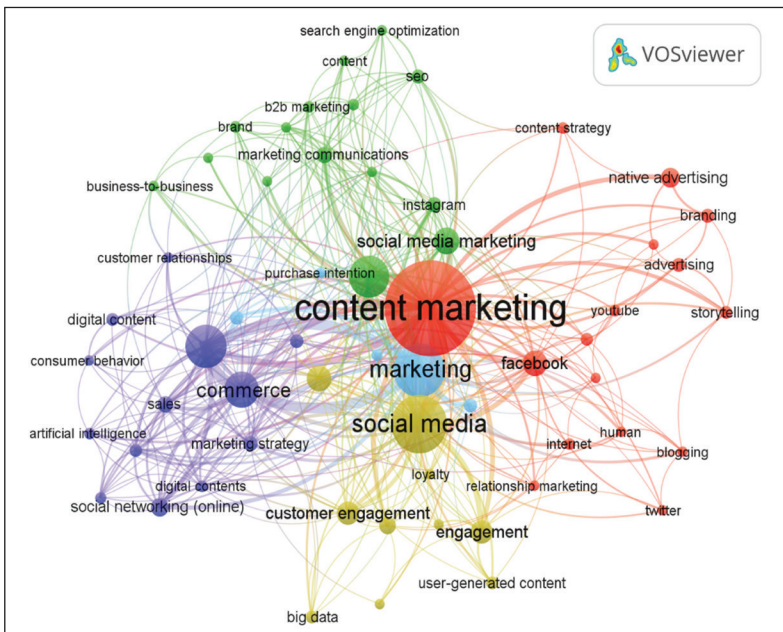 search engine optimization
VOSviewer
content
seo
b2b marketing
brand
content strategy
marketing communications
native advertising
business-to-business
instagram
branding
social media marketing
customer relationships
purchase intention
advertising
content marketing
youtube
storytelling
digital content
consumer behavior
facebook
marketing
commerce
sales
social media
artificial intelligence
marketing strategy
human
internet
blogging
loyalty
digital contents
relationship marketing
social networking (online)
customer engagement
twitter
engagement
user-generated content
big data